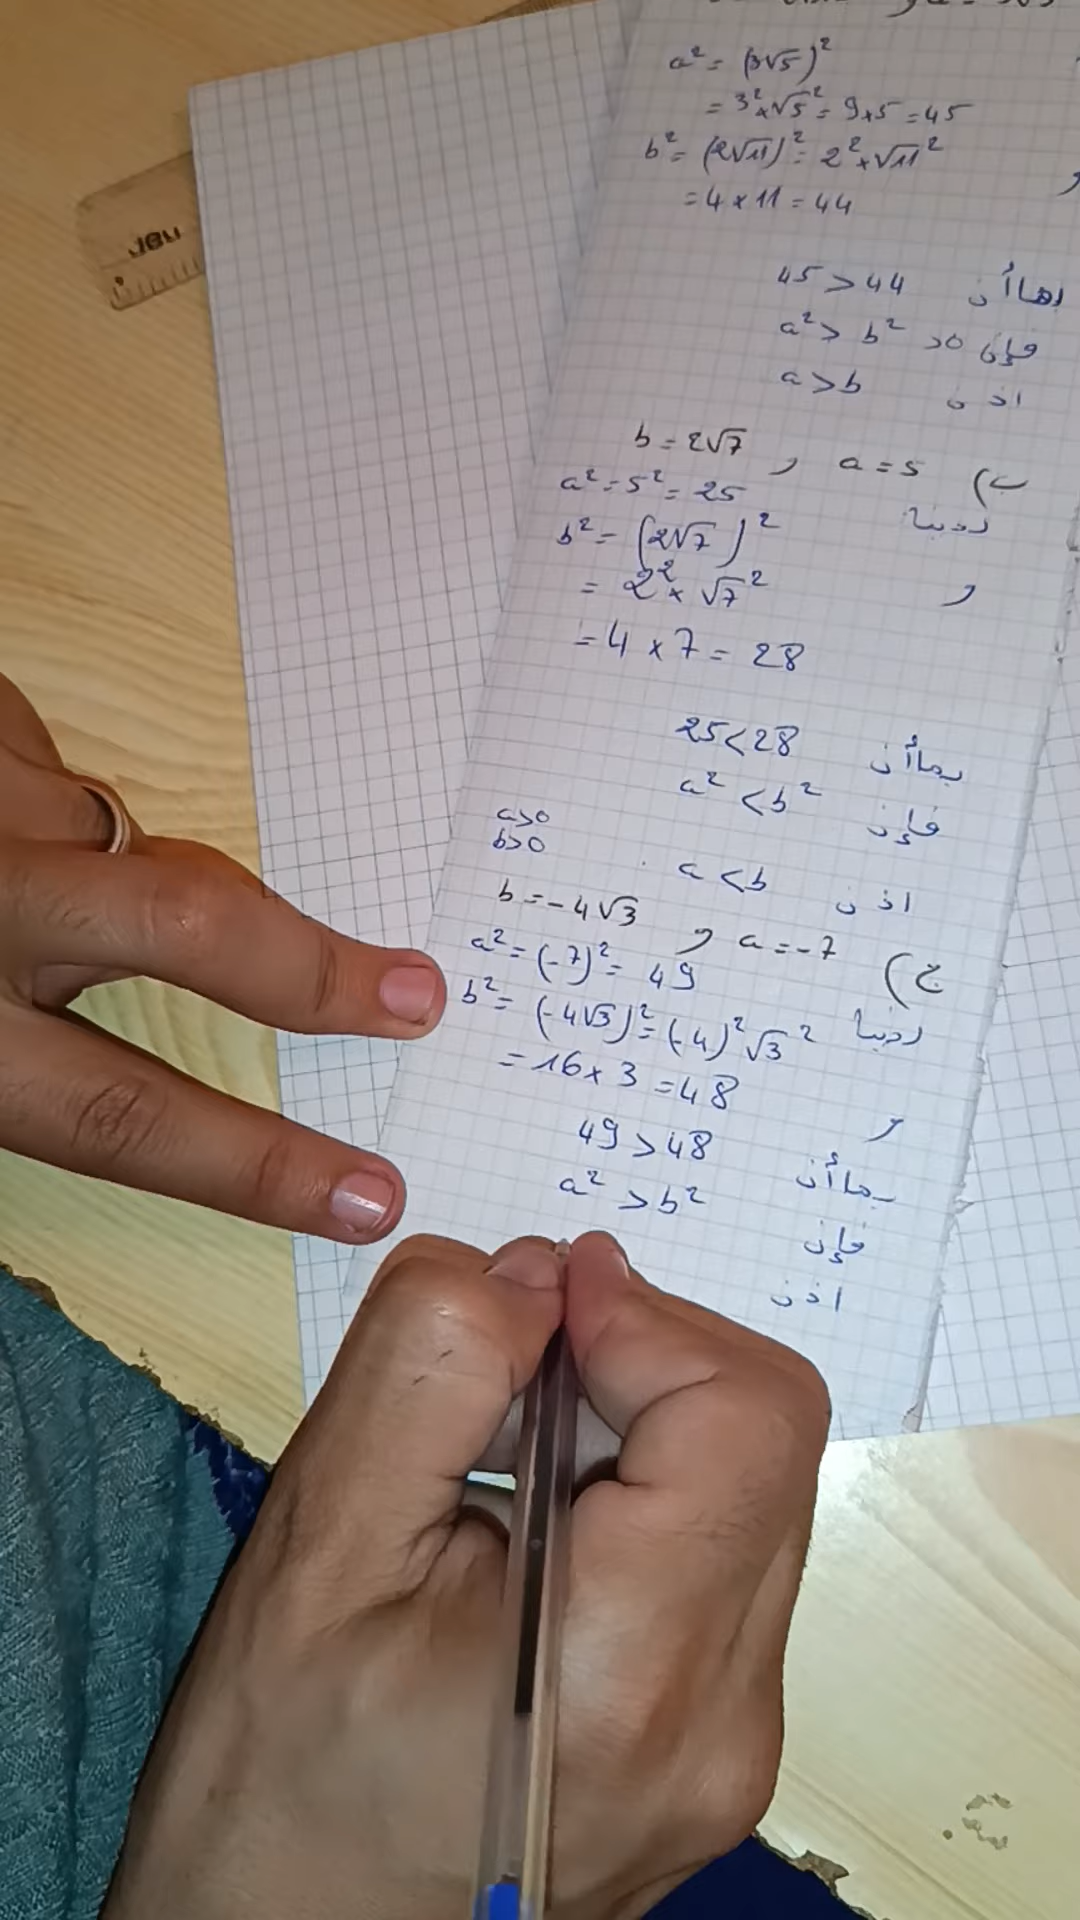 a² = (3√5)²
= 3²×√5² = 9×5 = 45
b² = (2√11)² = 2²×√11²
و
= 4 × 11 = 44
بما أن 45 > 44
فإن a² > b² >0
اذن a > b
ب) a = 5 و b = 2√7
لدينا a² = 5² = 25
b² = (2√7)²
و = 2² × √7²
= 4 × 7 = 28
بما أن 25 < 28
فإن a² < b²
a>0
b>0
اذن a < b
ج) a = -7 و b = -4√3
لدينا a² = (-7)² = 49
b² = (-4√3)² = (-4)² √3²
و = 16 × 3 = 48
بما أن 49 > 48
فإن a² > b²
اذن